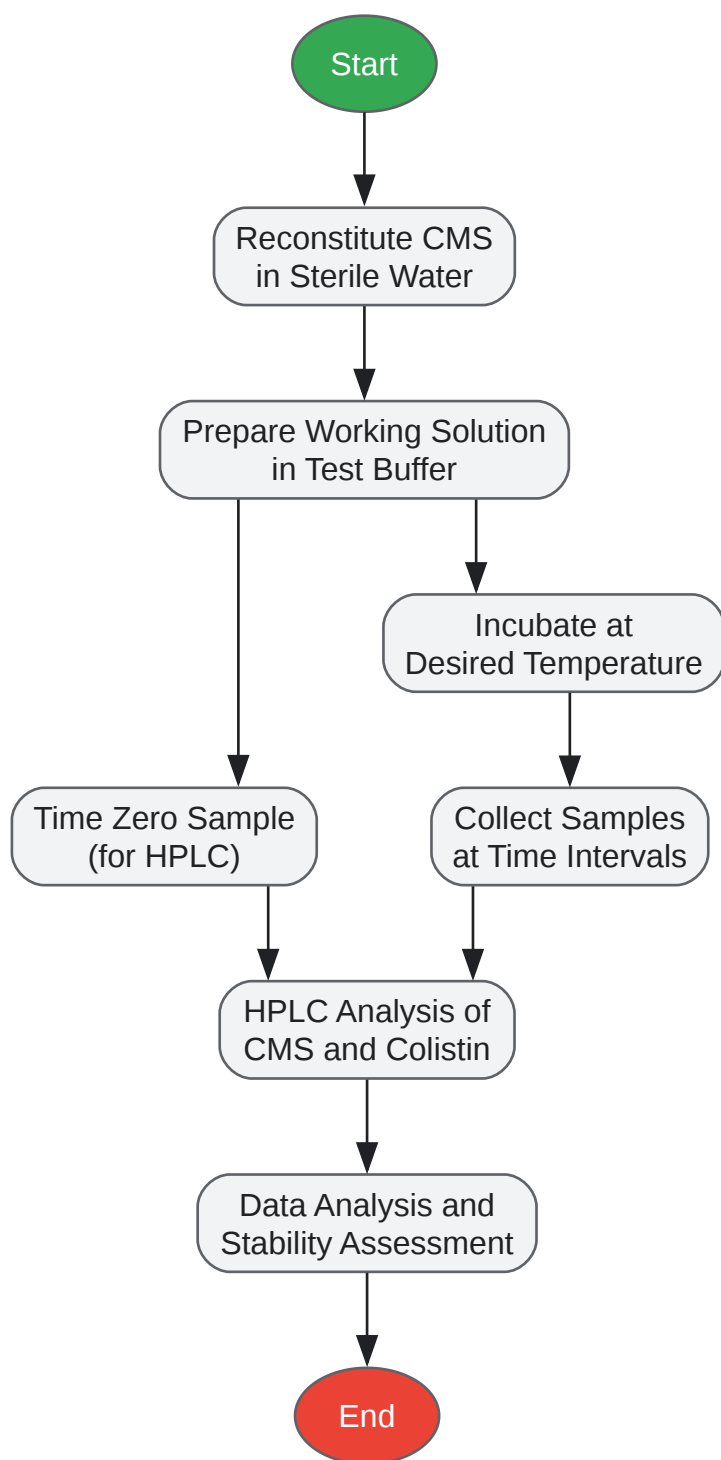 Start
Reconstitute CMS
in Sterile Water
Prepare Working Solution
in Test Buffer
Incubate at
Desired Temperature
Time Zero Sample
(for HPLC)
Collect Samples
at Time Intervals
HPLC Analysis of
CMS and Colistin
Data Analysis and
Stability Assessment
End